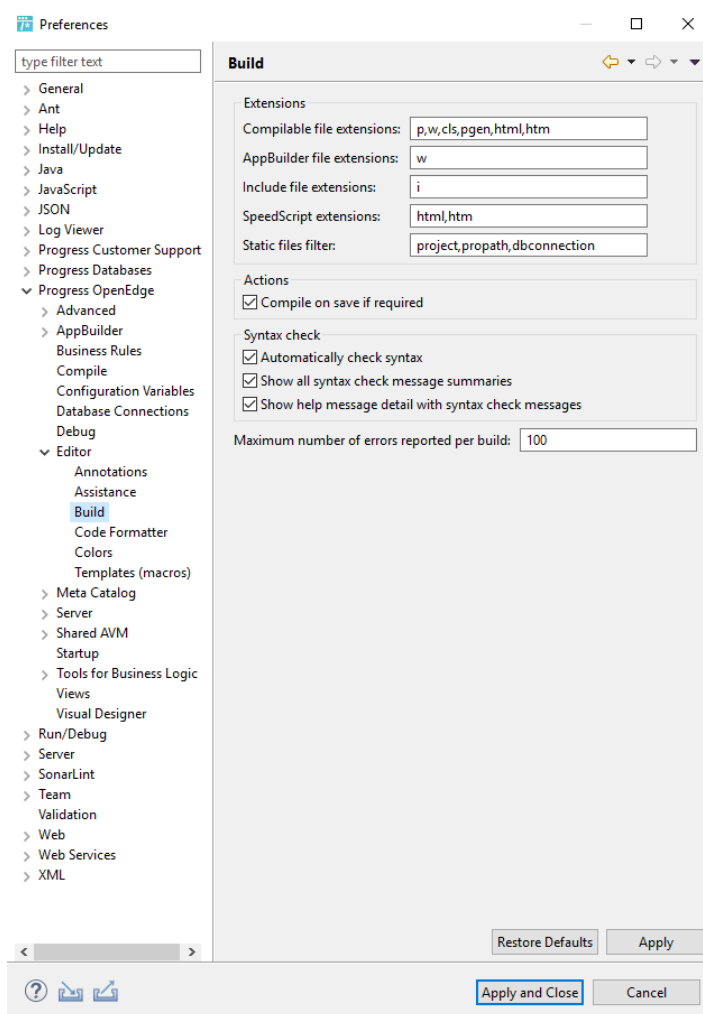 Preferences
type filter text
General
Ant
Help
Install/Update
Java
JavaScript
JSON
Log Viewer
Progress Customer Support
Progress Databases
Progress OpenEdge
Advanced
AppBuilder
Business Rules
Compile
Configuration Variables
Database Connections
Debug
Editor
Annotations
Assistance
Build
Code Formatter
Colors
Templates (macros)
Meta Catalog
Server
Shared AVM
Startup
Tools for Business Logic
Views
Visual Designer
Run/Debug
Server
SonarLint
Team
Validation
Web
Web Services
XML
Build
Extensions
Compilable file extensions: p,w,cls,pgen,html,htm
AppBuilder file extensions: w
Include file extensions: i
SpeedScript extensions: html,htm
Static files filter: project,propath,dbconnection
Actions
Compile on save if required
Syntax check
Automatically check syntax
Show all syntax check message summaries
Show help message detail with syntax check messages
Maximum number of errors reported per build: 100
Restore Defaults Apply
Apply and Close Cancel